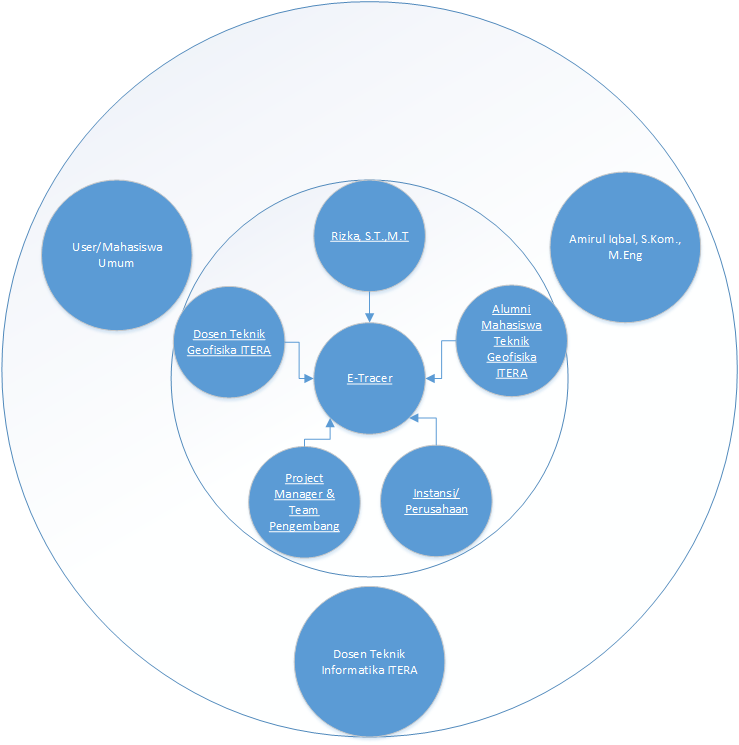 Rizka, S.T.,M.T
User/Mahasiswa
Umum
Amirul Iqbal, S.Kom.,
M.Eng
Dosen Teknik
Geofisika ITERA
Alumni
Mahasiswa
Teknik
Geofisika
ITERA
E-Tracer
Project
Manager &
Team
Pengembang
Instansi/
Perusahaan
Dosen Teknik
Informatika ITERA